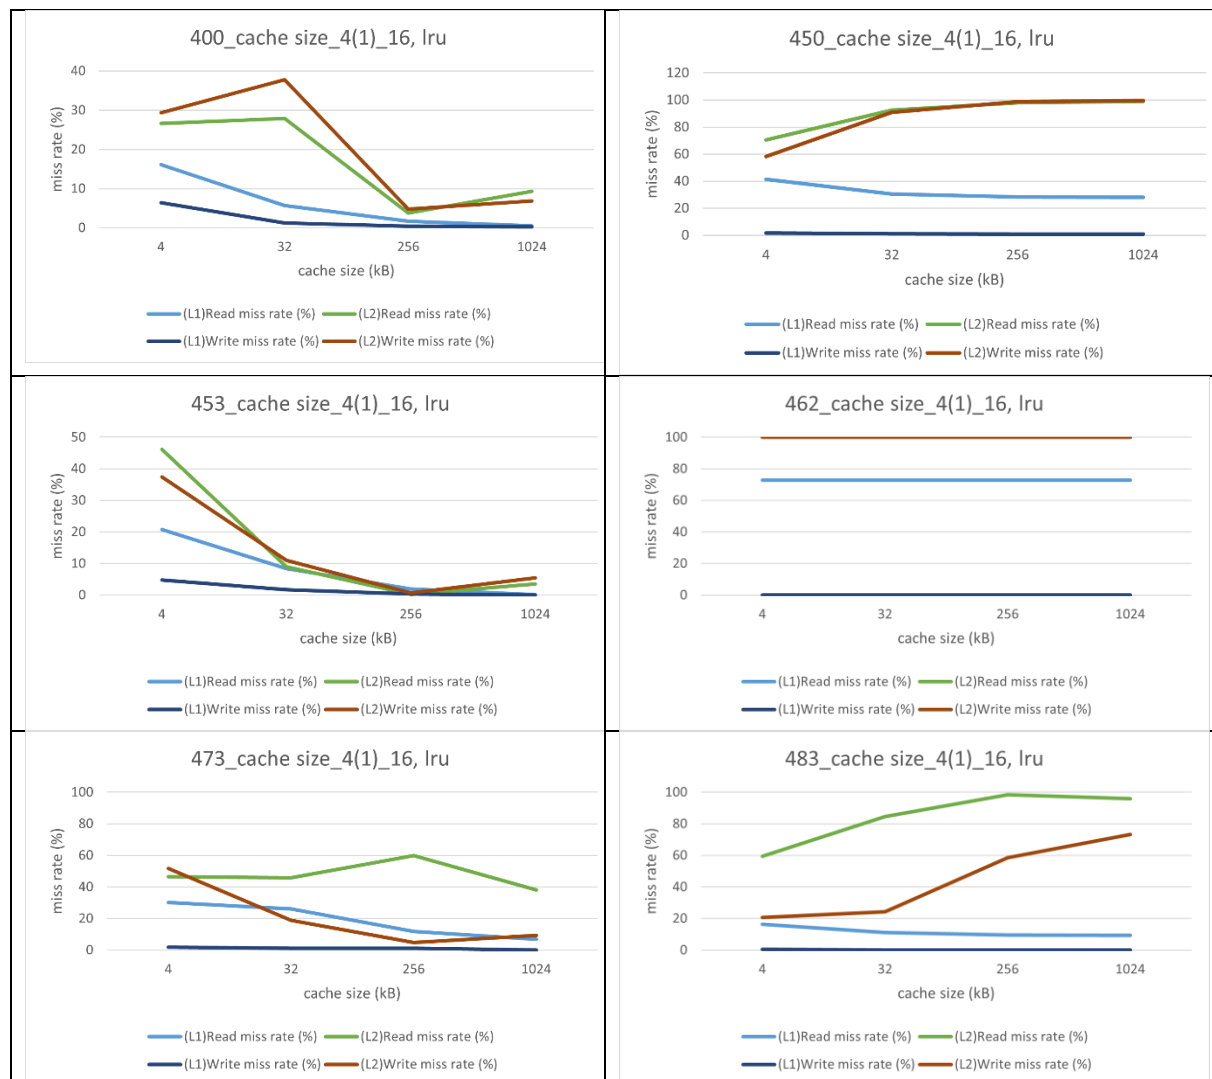 400_cache size_4(1)_16, lru
40
30
20
10
0
miss rate (%)
4 32 256 1024
cache size (kB)
(L1)Read miss rate (%) (L2)Read miss rate (%)
(L1)Write miss rate (%) (L2)Write miss rate (%)
450_cache size_4(1)_16, lru
120
100
80
60
40
20
0
miss rate (%)
4 32 256 1024
cache size (kB)
(L1)Read miss rate (%) (L2)Read miss rate (%)
(L1)Write miss rate (%) (L2)Write miss rate (%)
453_cache size_4(1)_16, lru
50
40
30
20
10
0
miss rate (%)
4 32 256 1024
cache size (kB)
(L1)Read miss rate (%) (L2)Read miss rate (%)
(L1)Write miss rate (%) (L2)Write miss rate (%)
462_cache size_4(1)_16, lru
100
80
60
40
20
0
miss rate (%)
4 32 256 1024
cache size (kB)
(L1)Read miss rate (%) (L2)Read miss rate (%)
(L1)Write miss rate (%) (L2)Write miss rate (%)
473_cache size_4(1)_16, lru
100
80
60
40
20
0
miss rate (%)
4 32 256 1024
cache size (kB)
(L1)Read miss rate (%) (L2)Read miss rate (%)
(L1)Write miss rate (%) (L2)Write miss rate (%)
483_cache size_4(1)_16, lru
100
80
60
40
20
0
miss rate (%)
4 32 256 1024
cache size (kB)
(L1)Read miss rate (%) (L2)Read miss rate (%)
(L1)Write miss rate (%) (L2)Write miss rate (%)